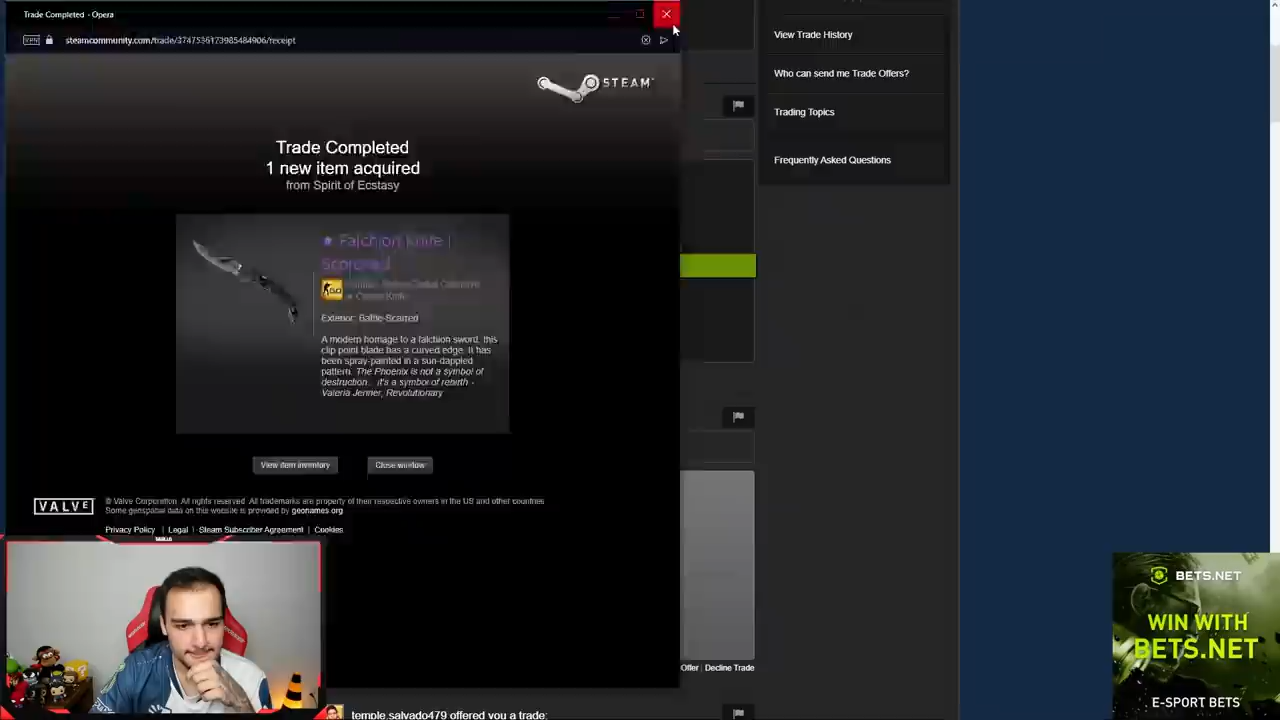 Trade Completed - Opera
VPN
steamcommunity.com/trade/3747536173985484906/receipt
STEAM
Trade Completed
1 new item acquired
from Spirit of Ecstasy
★ Falchion Knife |
Scorched
Exterior: Battle-Scarred
A modern homage to a falchion sword, this
clip point blade has a curved edge. It has
been spray-painted in a sun-dappled
pattern. The Phoenix is not a symbol of
destruction... it's a symbol of rebirth -
Valeria Jenner, Revolutionary
View item inventory
Close window
VALVE
© Valve Corporation. All rights reserved. All trademarks are property of their respective owners in the US and other countries.
Some geospatial data on this website is provided by geonames.org
Privacy Policy | Legal | Steam Subscriber Agreement | Cookies
View Trade History
Who can send me Trade Offers?
Trading Topics
Frequently Asked Questions
Offer | Decline Trade
temple.salvado479 offered you a trade:
BETS.NET
WIN WITH
BETS.NET
E-SPORT BETS